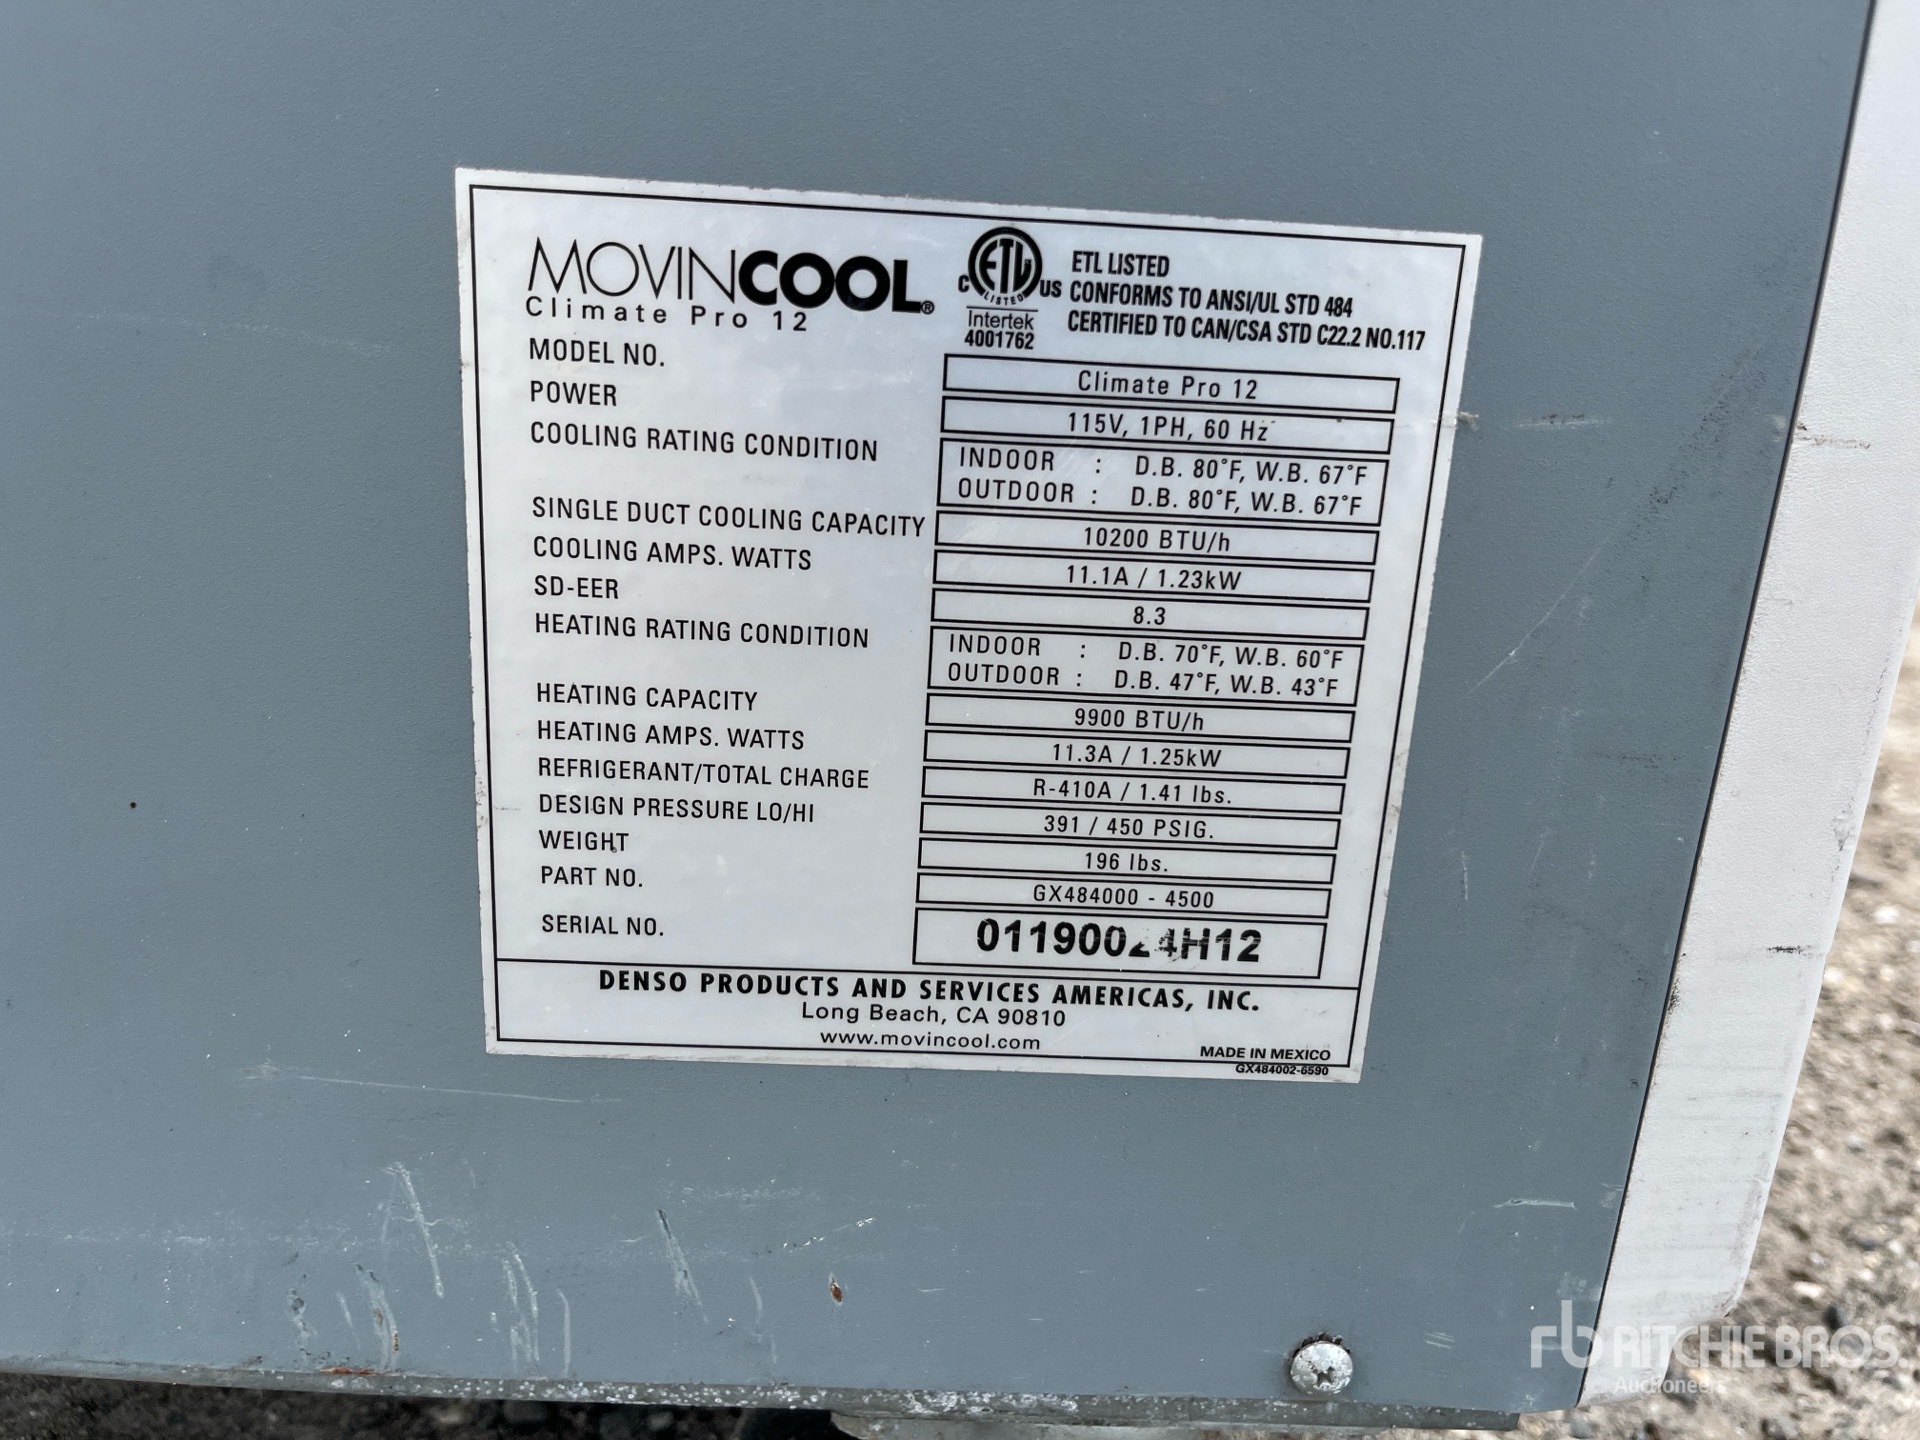 MOVINCOOL®
Climate Pro 12
C ETL LISTED US
Intertek
4001762
ETL LISTED
CONFORMS TO ANSI/UL STD 484
CERTIFIED TO CAN/CSA STD C22.2 NO.117
MODEL NO. Climate Pro 12
POWER 115V, 1PH, 60 Hz
COOLING RATING CONDITION INDOOR : D.B. 80°F, W.B. 67°F
OUTDOOR : D.B. 80°F, W.B. 67°F
SINGLE DUCT COOLING CAPACITY 10200 BTU/h
COOLING AMPS. WATTS 11.1A / 1.23kW
SD-EER 8.3
HEATING RATING CONDITION INDOOR : D.B. 70°F, W.B. 60°F
OUTDOOR : D.B. 47°F, W.B. 43°F
HEATING CAPACITY 9900 BTU/h
HEATING AMPS. WATTS 11.3A / 1.25kW
REFRIGERANT/TOTAL CHARGE R-410A / 1.41 lbs.
DESIGN PRESSURE LO/HI 391 / 450 PSIG.
WEIGHT 196 lbs.
PART NO. GX484000 - 4500
SERIAL NO.
DENSO PRODUCTS AND SERVICES AMERICAS, INC.
Long Beach, CA 90810
www.movincool.com
MADE IN MEXICO
GX484002-6590
rb RITCHIE BROS.
Auctioneers